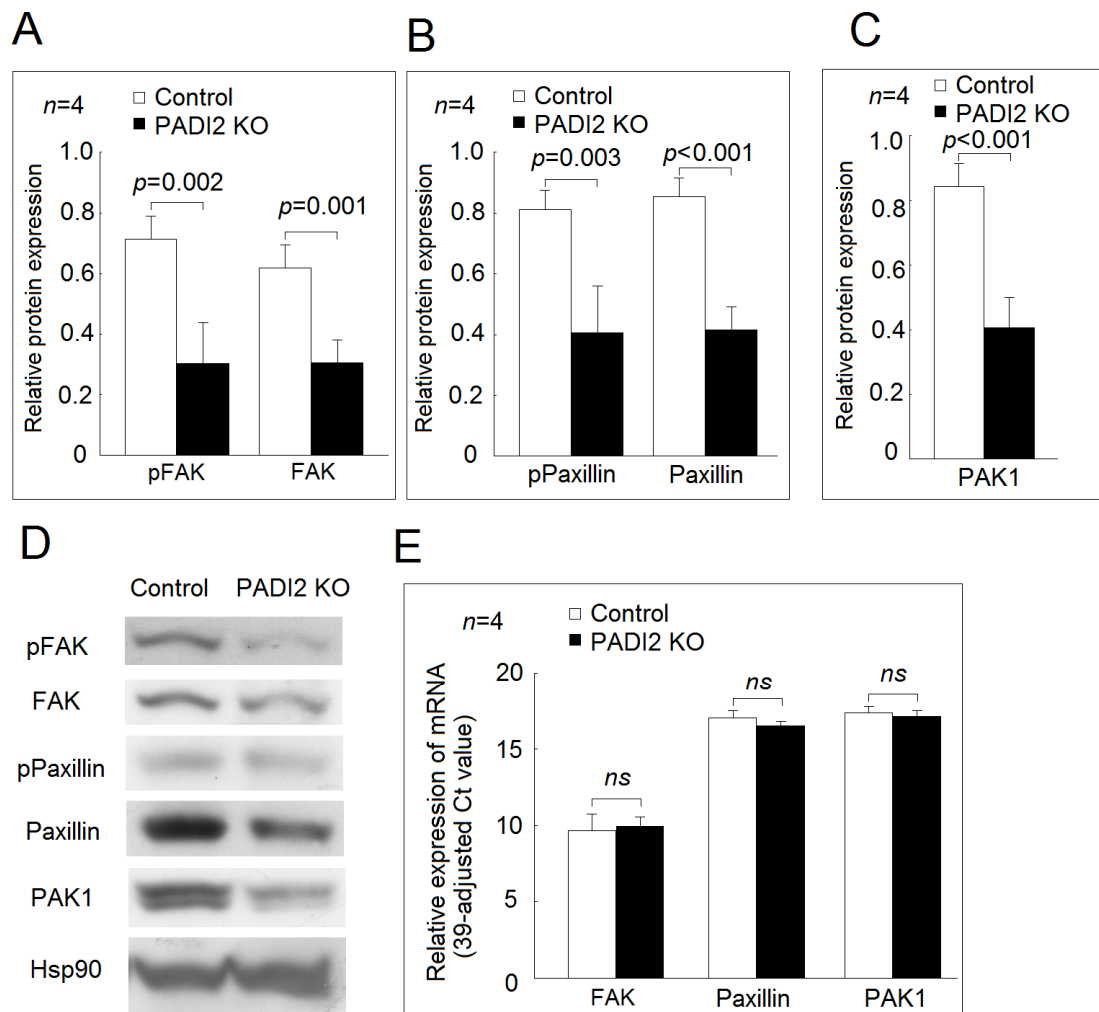 A
n=4
Control
PADI2 KO
Relative protein expression
1.0
0.8
0.6
0.4
0.2
0
p=0.002
p=0.001
pFAK
FAK
B
n=4
Control
PADI2 KO
Relative protein expression
1.0
0.8
0.6
0.4
0.2
0
p=0.003
p<0.001
pPaxillin
Paxillin
C
n=4
Control
PADI2 KO
Relative protein expression
1.0
0.8
0.6
0.4
0.2
0
p<0.001
PAK1
D
Control PADI2 KO
pFAK
FAK
pPaxillin
Paxillin
PAK1
Hsp90
E
n=4
Control
PADI2 KO
Relative expression of mRNA
(39-adjusted Ct value)
20
15
10
5
0
ns
ns
ns
FAK
Paxillin
PAK1